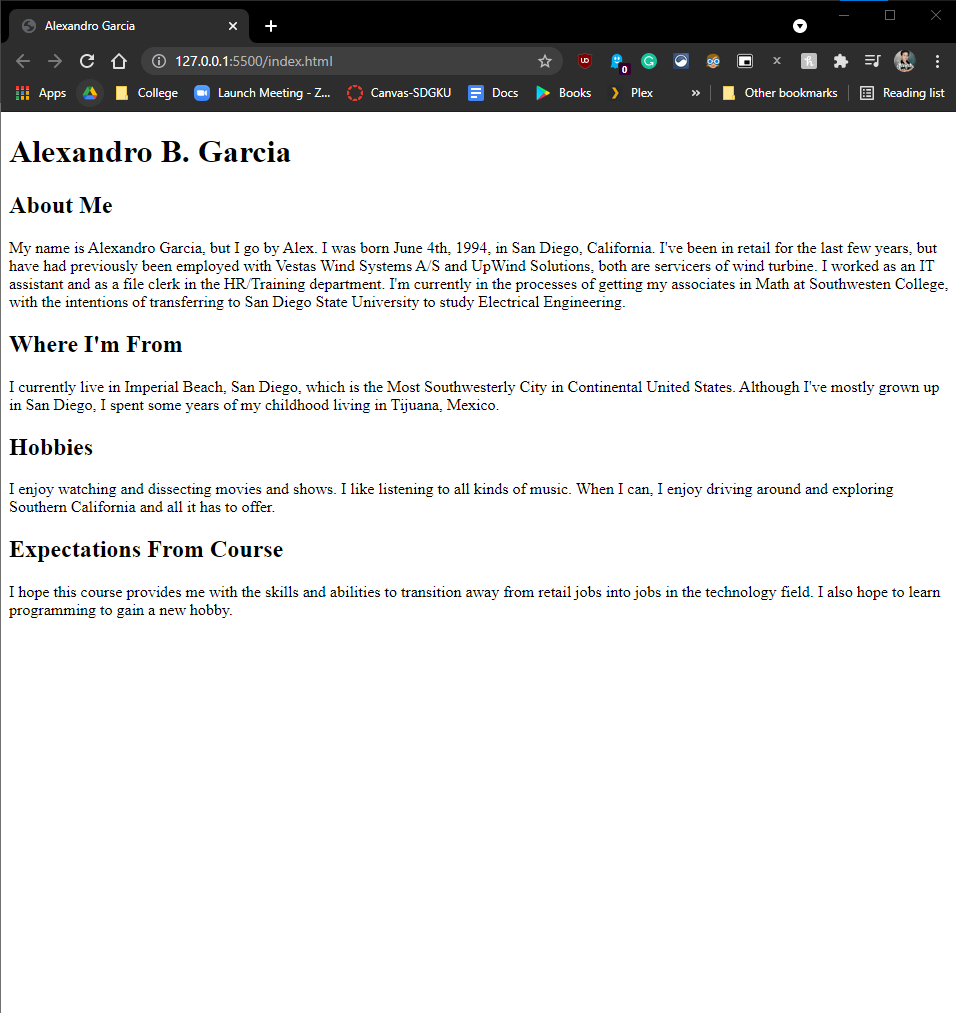 Alexandro Garcia
127.0.0.1:5500/index.html
UD
0
Apps
College
Launch Meeting - Z...
Canvas-SDGKU
Docs
Books
Plex
»
Other bookmarks
Reading list
Alexandro B. Garcia
About Me
My name is Alexandro Garcia, but I go by Alex. I was born June 4th, 1994, in San Diego, California. I've been in retail for the last few years, but
have had previously been employed with Vestas Wind Systems A/S and UpWind Solutions, both are servicers of wind turbine. I worked as an IT
assistant and as a file clerk in the HR/Training department. I'm currently in the processes of getting my associates in Math at Southwesten College,
with the intentions of transferring to San Diego State University to study Electrical Engineering.
Where I'm From
I currently live in Imperial Beach, San Diego, which is the Most Southwesterly City in Continental United States. Although I've mostly grown up
in San Diego, I spent some years of my childhood living in Tijuana, Mexico.
Hobbies
I enjoy watching and dissecting movies and shows. I like listening to all kinds of music. When I can, I enjoy driving around and exploring
Southern California and all it has to offer.
Expectations From Course
I hope this course provides me with the skills and abilities to transition away from retail jobs into jobs in the technology field. I also hope to learn
programming to gain a new hobby.